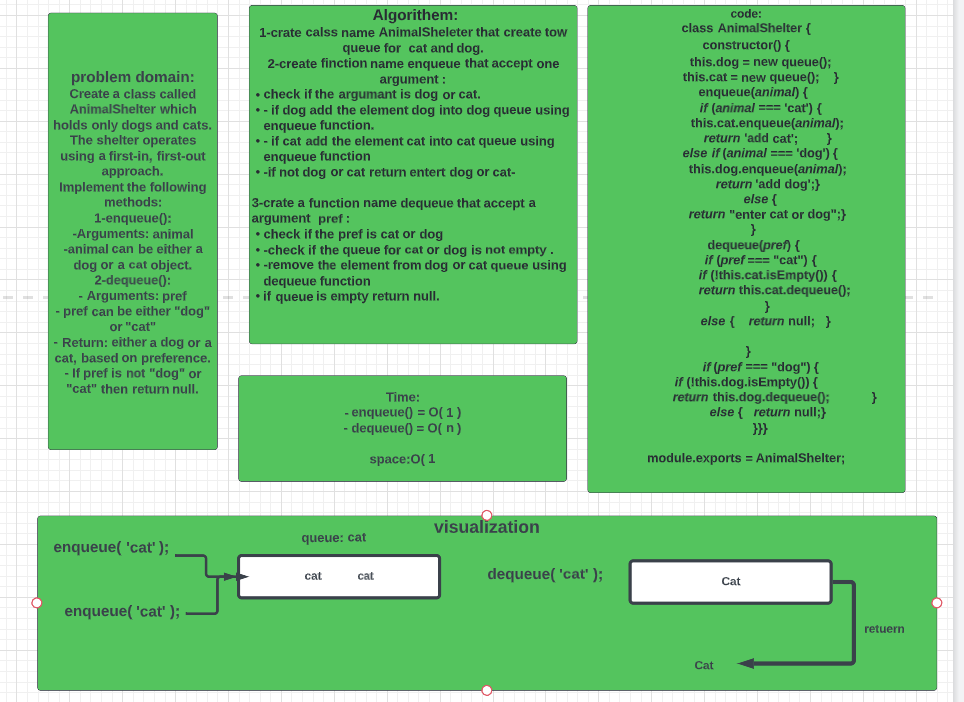 problem domain:
Create a class called
AnimalShelter which
holds only dogs and cats.
The shelter operates
using a first-in, first-out
approach.
Implement the following
methods:
1-enqueue():
-Arguments: animal
-animal can be either a
dog or a cat object.
2-dequeue():
- Arguments: pref
- pref can be either "dog"
or "cat"
- Return: either a dog or a
cat, based on preference.
- If pref is not "dog" or
"cat" then return null.
Algorithem:
1-crate calss name AnimalSheleter that create tow
queue for cat and dog.
2-create finction name enqueue that accept one
argument :
• check if the argumant is dog or cat.
• - if dog add the element dog into dog queue using
enqueue function.
• - if cat add the element cat into cat queue using
enqueue function
• -if not dog or cat return entert dog or cat-
3-crate a function name dequeue that accept a
argument pref :
• check if the pref is cat or dog
• -check if the queue for cat or dog is not empty .
• -remove the element from dog or cat queue using
dequeue function
• if queue is empty return null.
Time:
- enqueue() = O( 1 )
- dequeue() = O( n )
space:O( 1
code:
class AnimalShelter {
constructor() {
this.dog = new queue();
this.cat = new queue(); }
enqueue(animal) {
if (animal === 'cat') {
this.cat.enqueue(animal);
return 'add cat'; }
else if (animal === 'dog') {
this.dog.enqueue(animal);
return 'add dog';}
else {
return "enter cat or dog";}
}
dequeue(pref) {
if (pref === "cat") {
if (!this.cat.isEmpty()) {
return this.cat.dequeue();
}
else { return null; }
}
if (pref === "dog") {
if (!this.dog.isEmpty()) {
return this.dog.dequeue(); }
else { return null;}
}}}
module.exports = AnimalShelter;
visualization
enqueue( 'cat' );
enqueue( 'cat' );
queue: cat
cat cat
dequeue( 'cat' );
Cat
retuern
Cat